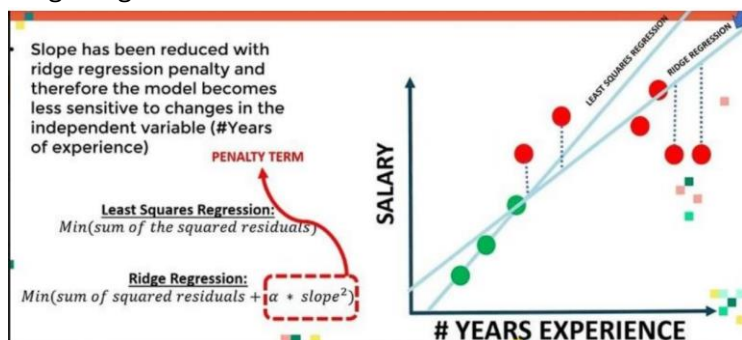 Slope has been reduced with
ridge regression penalty and
therefore the model becomes
less sensitive to changes in the
independent variable (#Years
of experience)
PENALTY TERM
Least Squares Regression:
Min(sum of the squared residuals)
Ridge Regression:
Min(sum of squared residuals + α * slope²)
LEAST SQUARES REGRESSION
RIDGE REGRESSION
SALARY
# YEARS EXPERIENCE